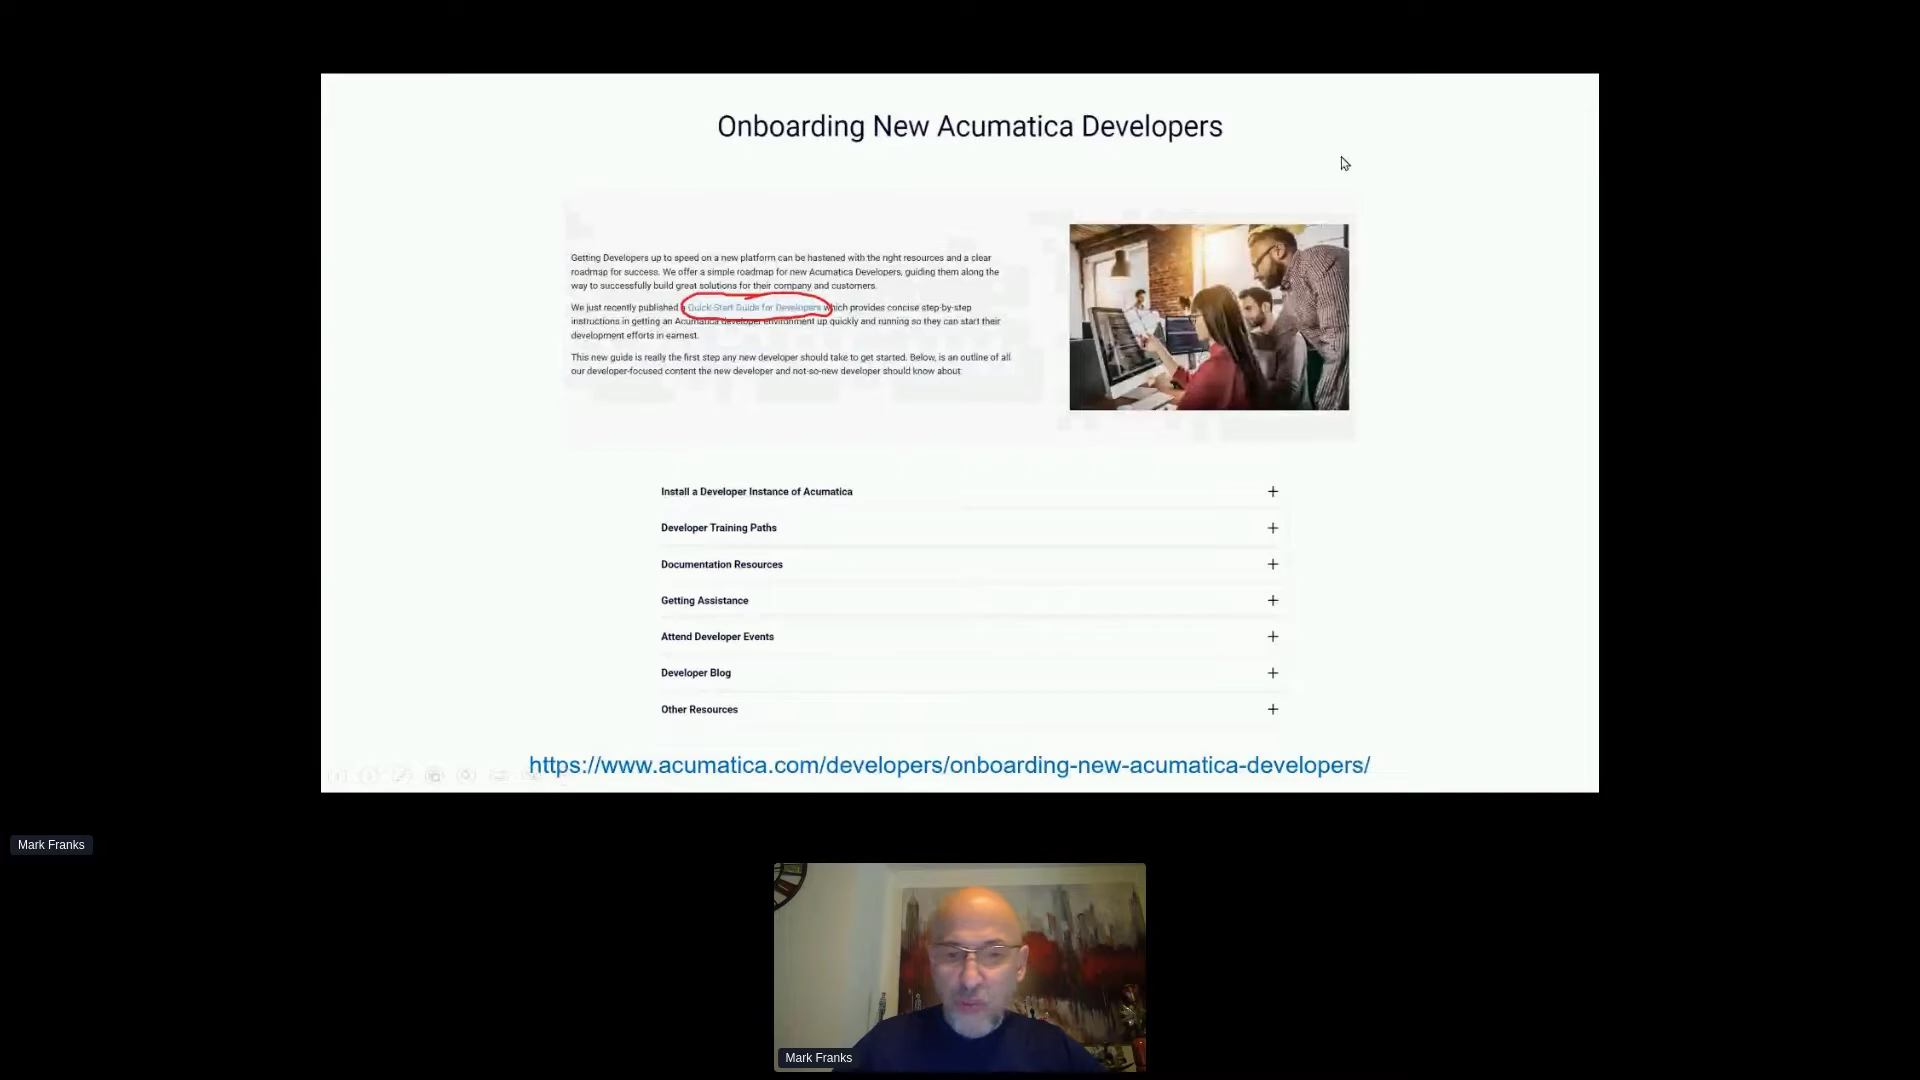 Onboarding New Acumatica Developers
Getting Developers up to speed on a new platform can be hastened with the right resources and a clear
roadmap for success. We offer a simple roadmap for new Acumatica Developers, guiding them along the
way to successfully build great solutions for their company and customers.
We just recently published a Quick-Start Guide for Developers which provides concise step-by-step
instructions in getting an Acumatica developer environment up quickly and running so they can start their
development efforts in earnest.
This new guide is really the first step any new developer should take to get started. Below, is an outline of all
our developer-focused content the new developer and not-so-new developer should know about
Install a Developer Instance of Acumatica +
Developer Training Paths +
Documentation Resources +
Getting Assistance +
Attend Developer Events +
Developer Blog +
Other Resources +
https://www.acumatica.com/developers/onboarding-new-acumatica-developers/
Mark Franks
Mark Franks